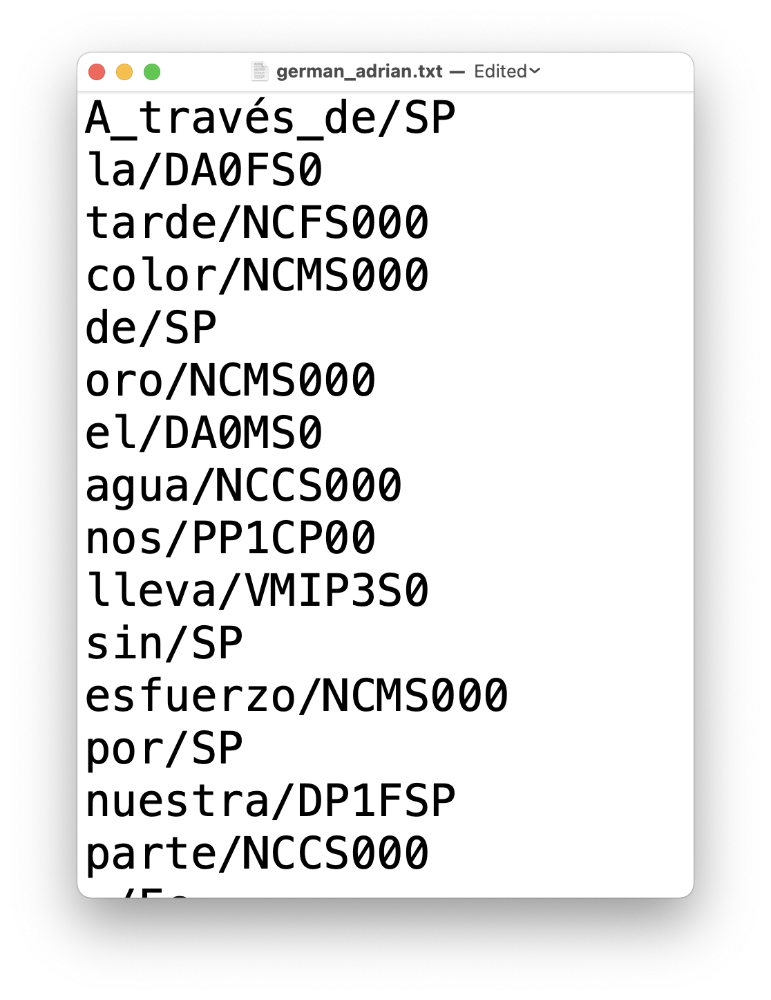 german_adrian.txt — Edited
A_través_de/SP
la/DA0FS0
tarde/NCFS000
color/NCMS000
de/SP
oro/NCMS000
el/DA0MS0
agua/NCCS000
nos/PP1CP00
lleva/VMIP3S0
sin/SP
esfuerzo/NCMS000
por/SP
nuestra/DP1FSP
parte/NCCS000